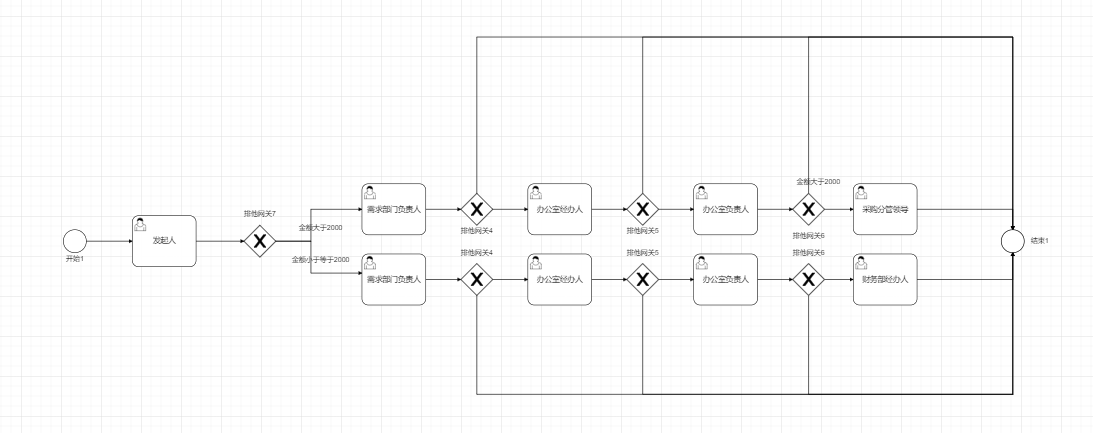 开始1
发起人
排他网关7
金额大于2000
金额小于等于2000
需求部门负责人
排他网关4
办公室经办人
排他网关5
办公室负责人
金额大于2000
排他网关6
采购分管领导
需求部门负责人
排他网关4
办公室经办人
排他网关5
办公室负责人
排他网关6
财务部经办人
结束1